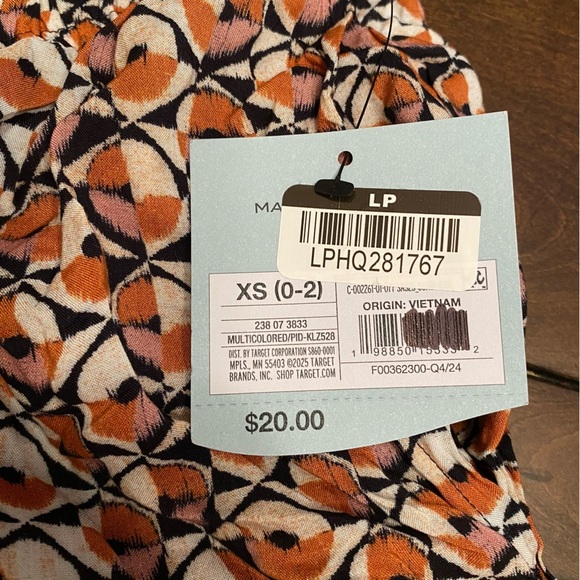 MA
LP
LPHQ281767
XS (0-2)
238 07 3833
MULTICOLORED/PID-KLZ528
DIST. BY TARGET CORPORATION 5860-0001
MPLS., MN 55403 ©2025 TARGET
BRANDS, INC. SHOP TARGET.COM
ORIGIN: VIETNAM
F00362300-Q4/24
$20.00